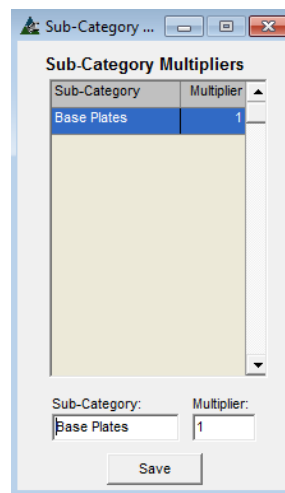 Sub-Category ...
Sub-Category Multipliers
Sub-Category Multiplier
Base Plates 1
Sub-Category: Multiplier:
Base Plates 1
Save